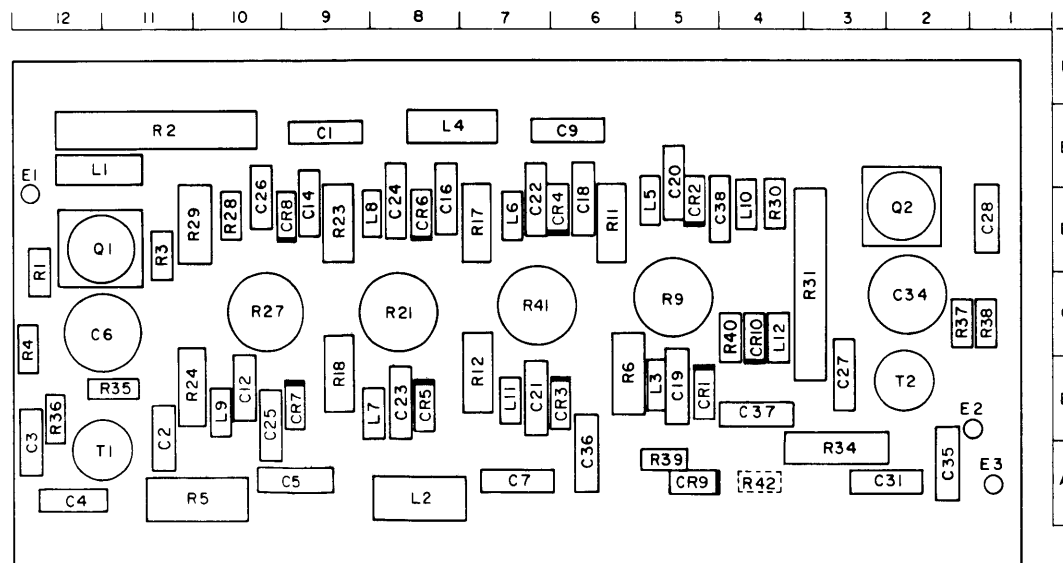 12 11 10 9 8 7 6 5 4 3 2 1
R2 C1 L4 C9
E1 L1
Q1 R1 R3 R29 R28 C26 CR8 C14 R23 L8 C24 CR6 C16 R17 L6 C22 CR4 C18 R11 L5 C20 CR2 C38 L10 R30 Q2 C28
R4 C6 R27 R21 R41 R9 R40 CR10 L12 R31 C34 R37 R38
R35 R24 L9 C12 C25 CR7 R18 L7 C23 CR5 R12 L11 C21 CR3 R6 L3 C19 CR1 C37 C27 T2
C3 R36 T1 C2 C36 R39 R34 C35 E2
C4 R5 C5 L2 C7 CR9 R42 C31 E3